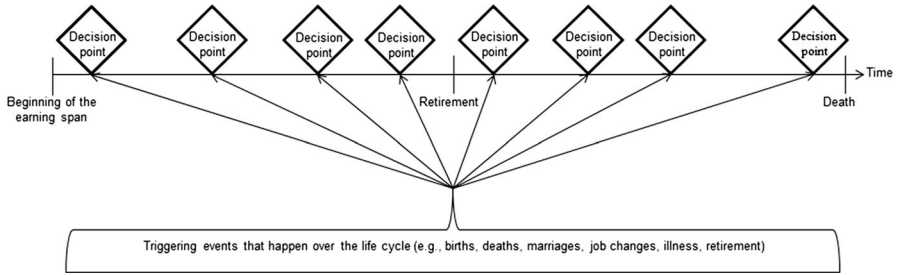 Decision
point
Decision
point
Decision
point
Decision
point
Decision
point
Decision
point
Decision
point
Decision
point
Time
Beginning of the
earning span
Retirement
Death
Triggering events that happen over the life cycle (e.g., births, deaths, marriages, job changes, illness, retirement)